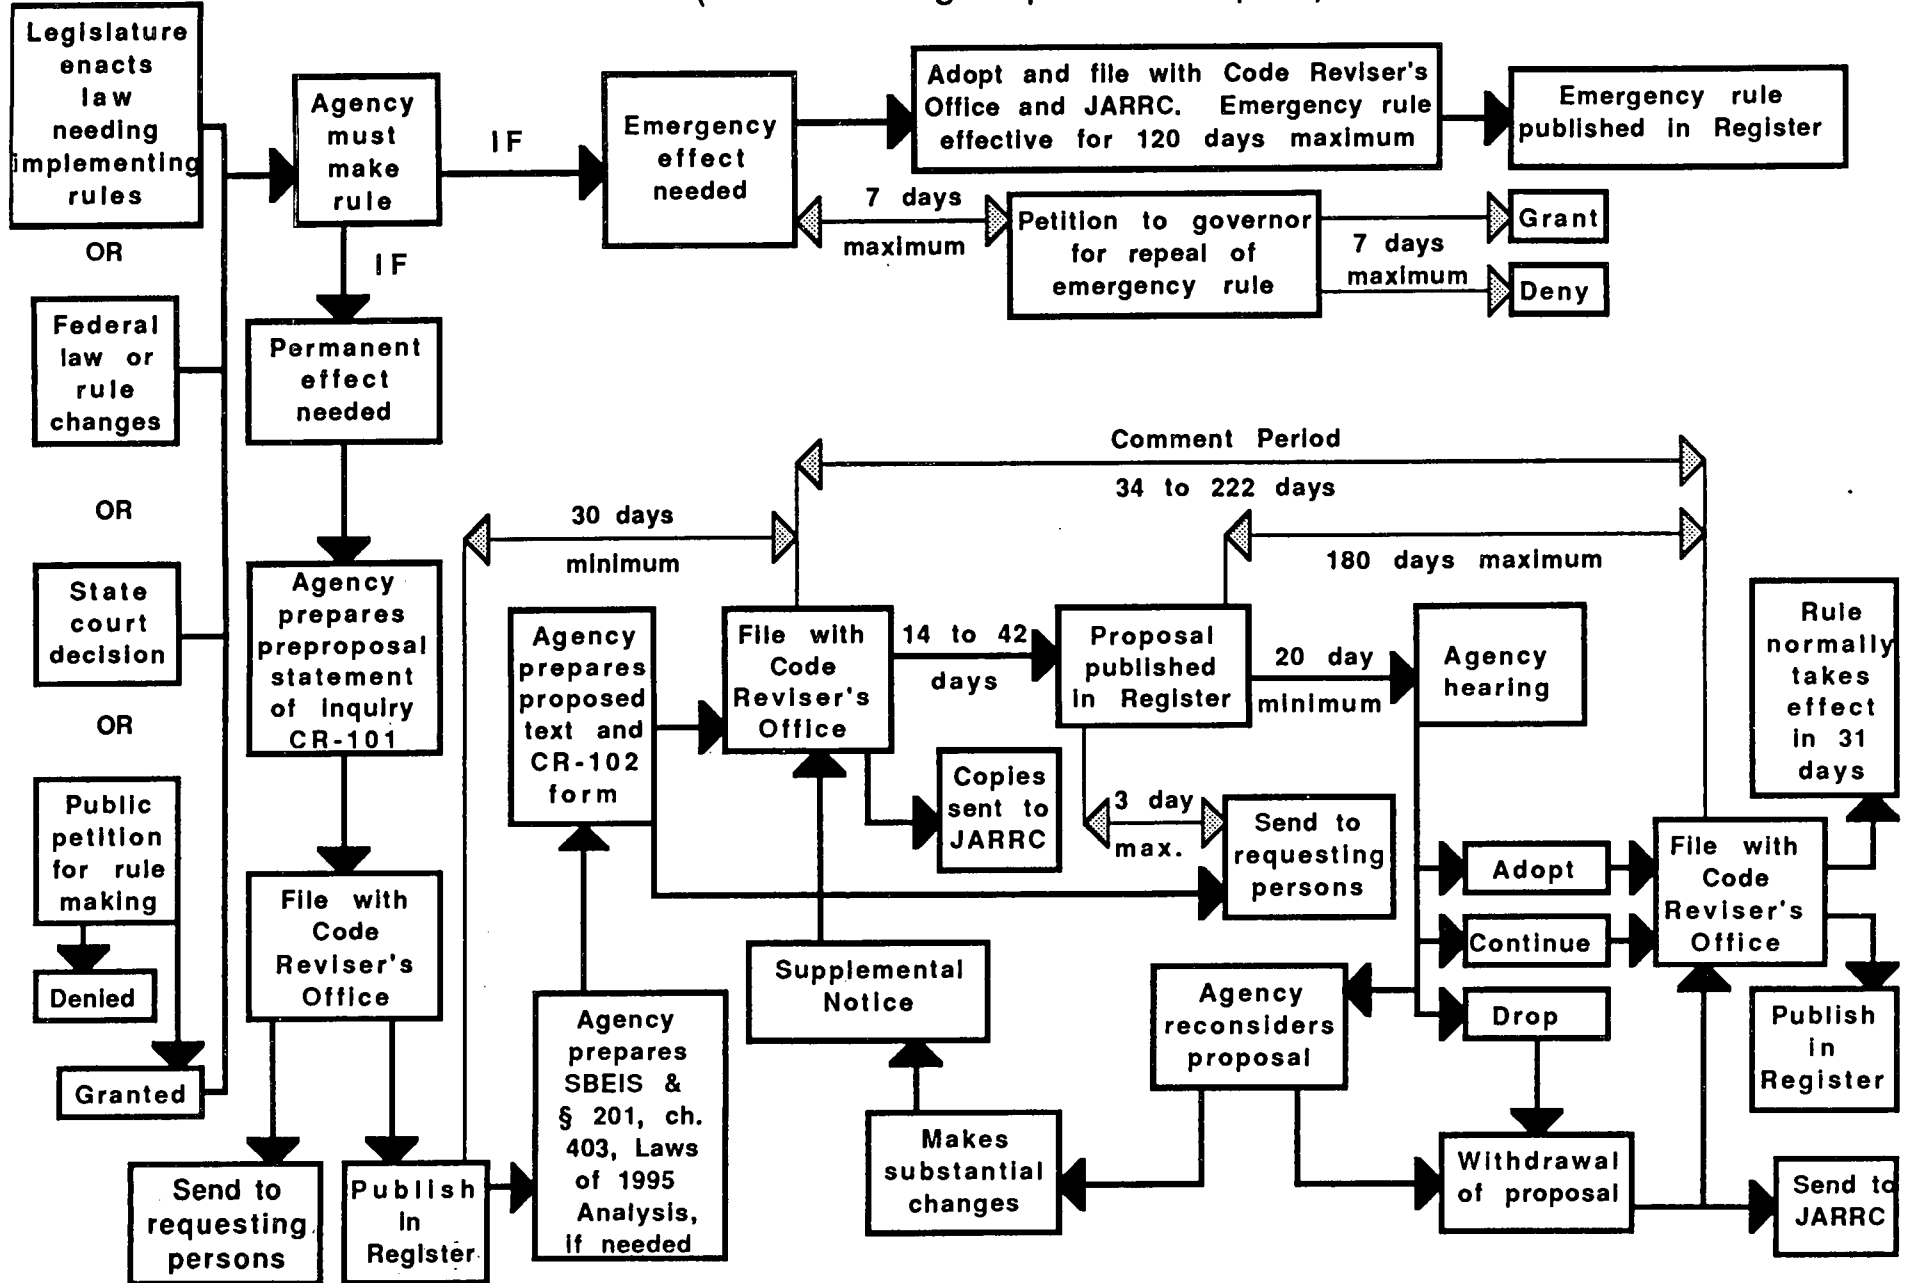 Legislature
enacts
law
needing
implementing
rules
OR
Federal
law or
rule
changes
OR
State
court
decision
OR
Public
petition
for rule
making
Denied
Granted
Agency
must
make
rule
IF
IF
Emergency
effect
needed
Adopt and file with Code Reviser's
Office and JARRC. Emergency rule
effective for 120 days maximum
Emergency rule
published in Register
7 days
maximum
Petition to governor
for repeal of
emergency rule
7 days
maximum
Grant
Deny
Permanent
effect
needed
Agency
prepares
preproposal
statement
of inquiry
CR-101
File with
Code
Reviser's
Office
Send to
requesting
persons
Publish
in
Register
30 days
minimum
Agency
prepares
SBEIS &
§ 201, ch.
403, Laws
of 1995
Analysis,
if needed
Agency
prepares
proposed
text and
CR-102
form
File with
Code
Reviser's
Office
Copies
sent to
JARRC
14 to 42
days
Comment Period
34 to 222 days
180 days maximum
Proposal
published
in Register
20 day
minimum
Agency
hearing
3 day
max.
Send to
requesting
persons
Adopt
Continue
Drop
File with
Code
Reviser's
Office
Rule
normally
takes
effect
in 31
days
Publish
in
Register
Supplemental
Notice
Agency
reconsiders
proposal
Makes
substantial
changes
Withdrawal
of proposal
Send to
JARRC